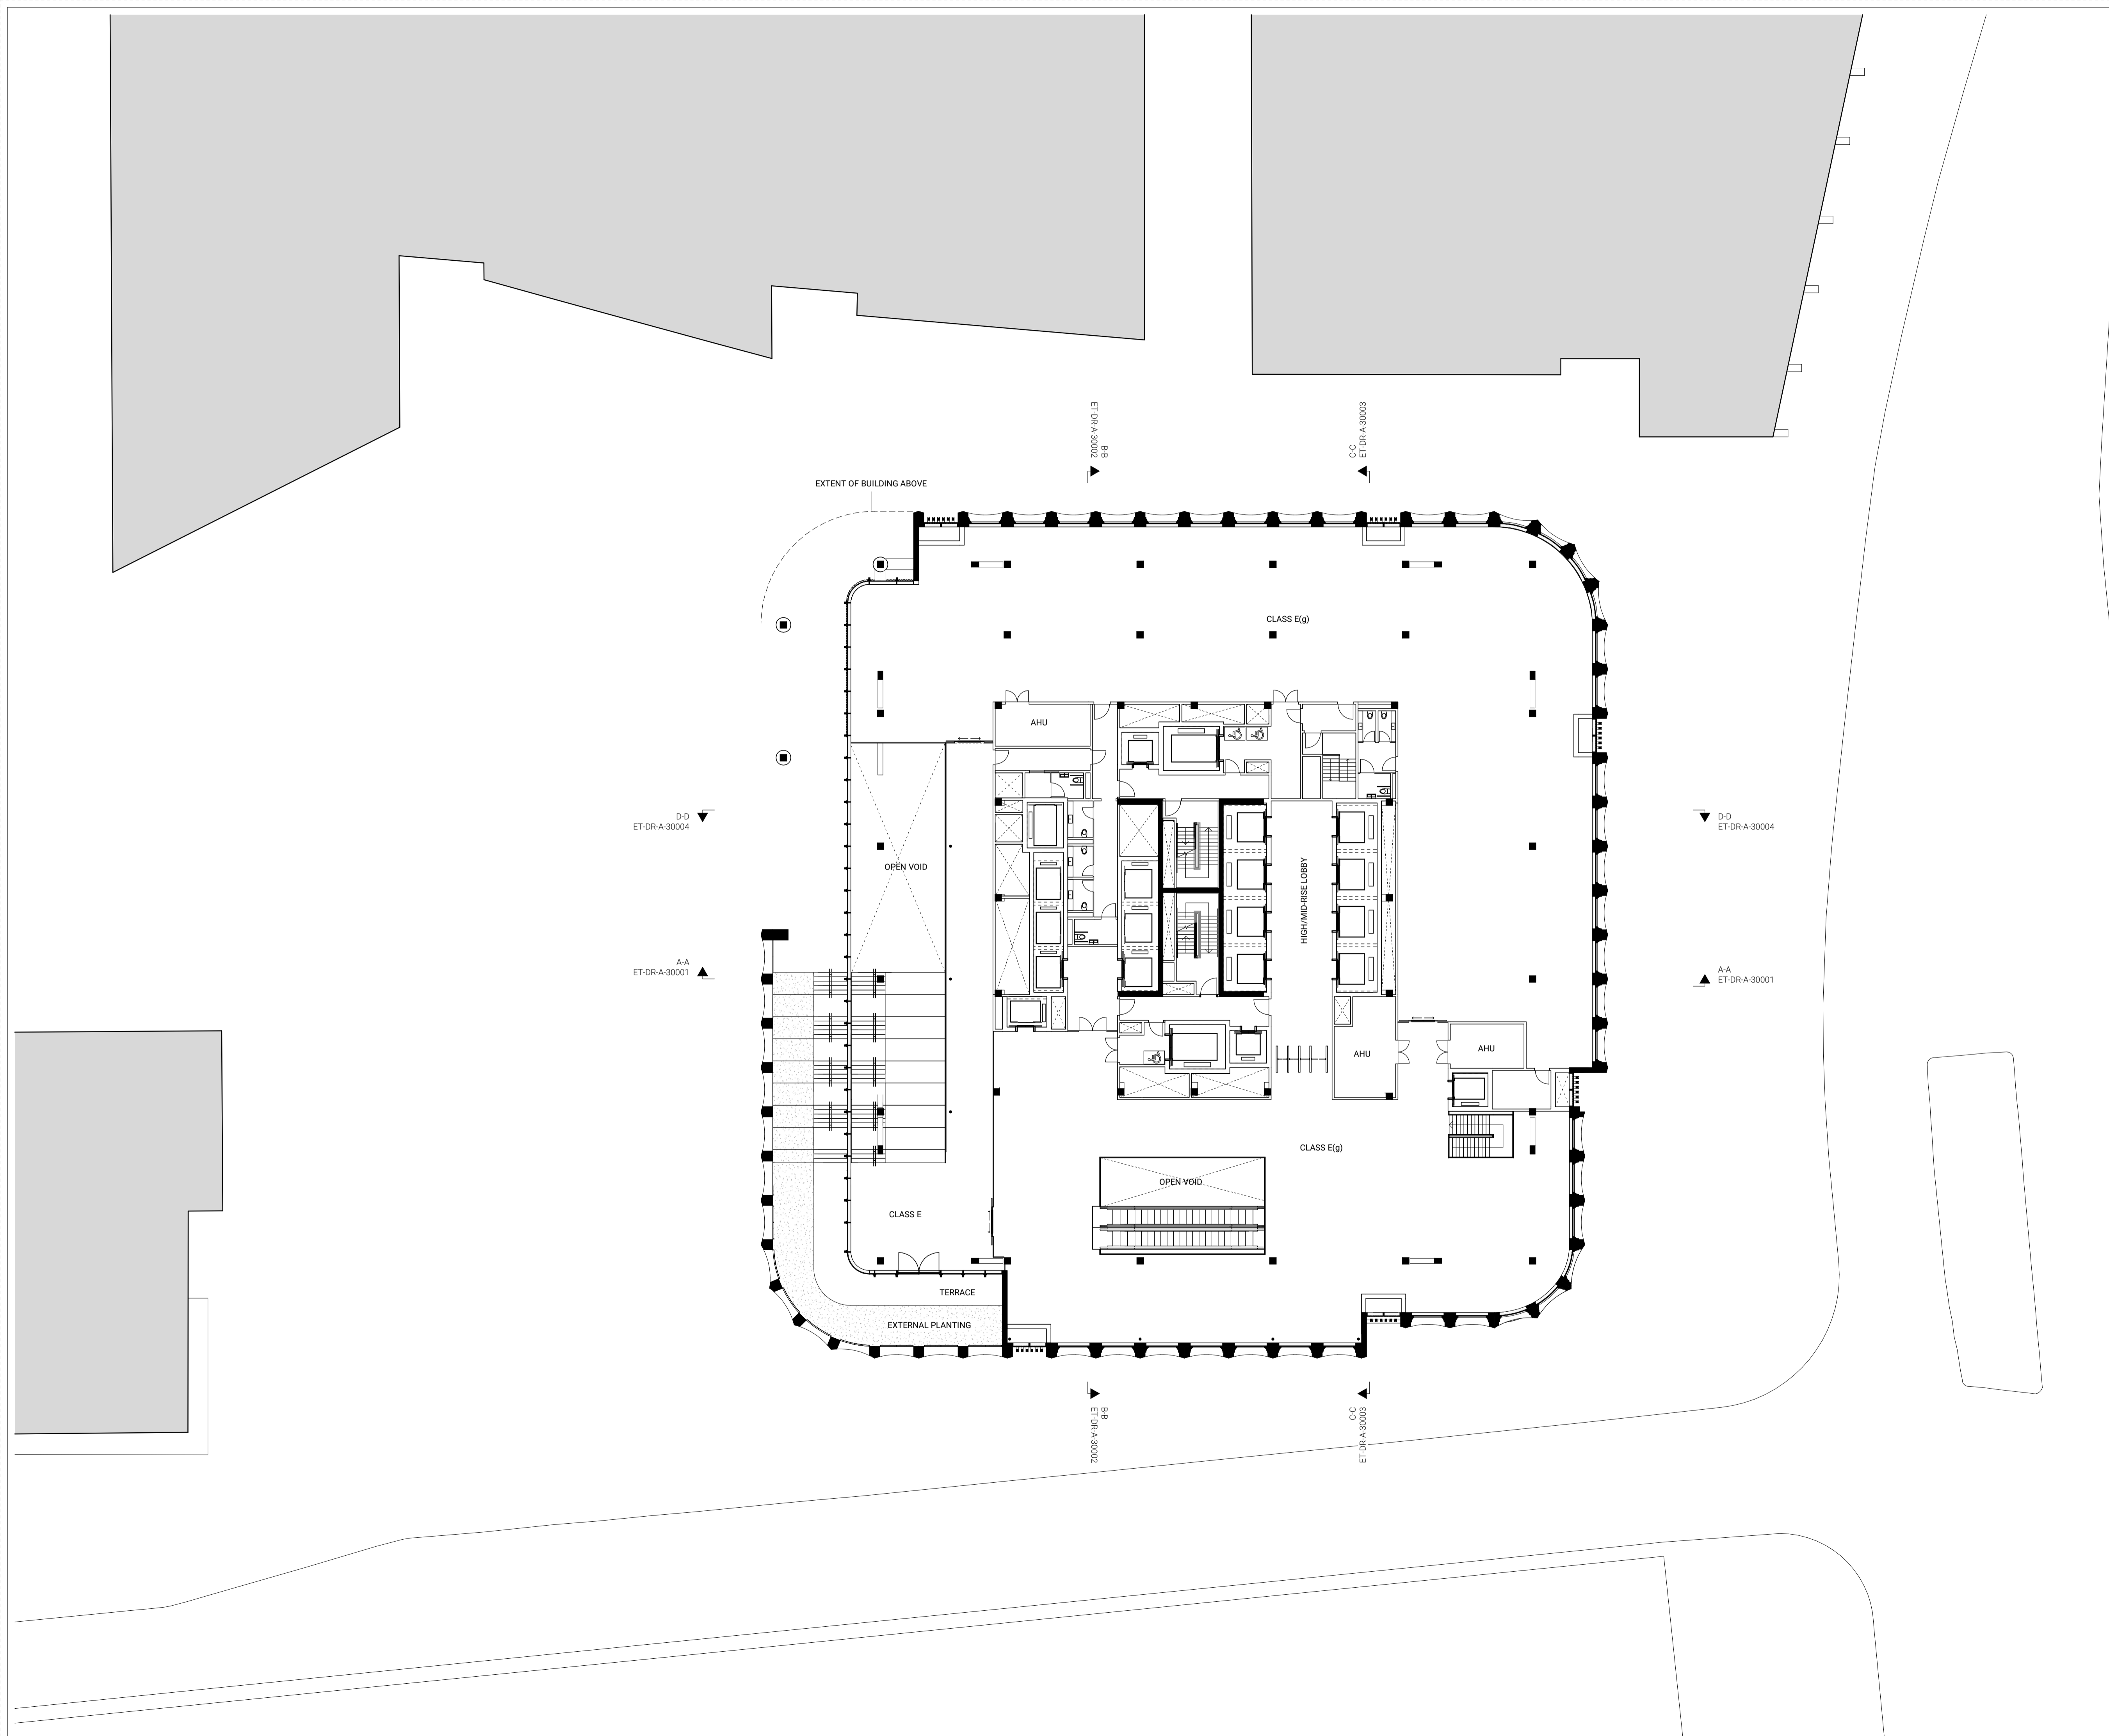 B-B
ET-DR-A-30002
C-C
ET-DR-A-30003
EXTENT OF BUILDING ABOVE
CLASS E(g)
AHU
D-D
ET-DR-A-30004
D-D
ET-DR-A-30004
OPEN VOID
HIGH/MID-RISE LOBBY
A-A
ET-DR-A-30001
A-A
ET-DR-A-30001
AHU
AHU
CLASS E(g)
OPEN VOID
CLASS E
TERRACE
EXTERNAL PLANTING
B-B
ET-DR-A-30002
C-C
ET-DR-A-30003